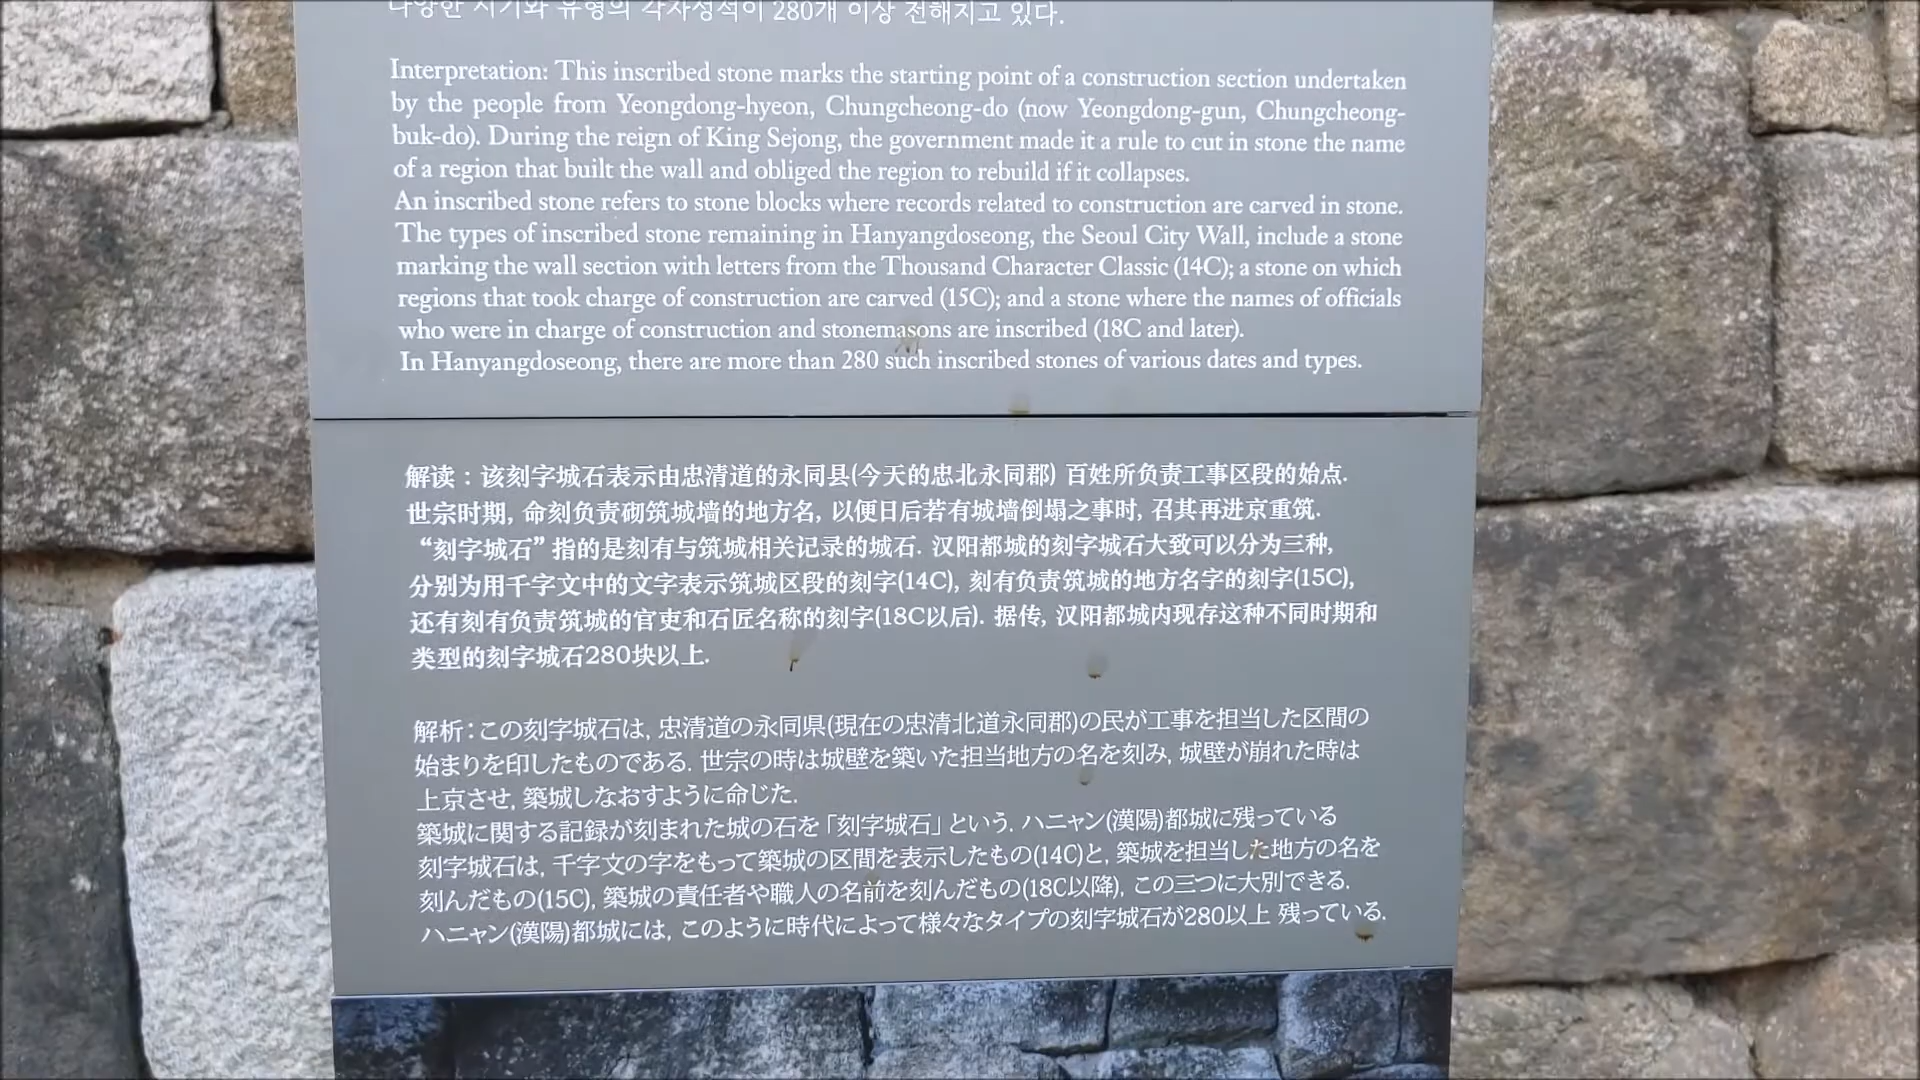 다양한 시기와 유형의 각자성석이 280개 이상 전해지고 있다.
Interpretation: This inscribed stone marks the starting point of a construction section undertaken
by the people from Yeongdong-hyeon, Chungcheong-do (now Yeongdong-gun, Chungcheong-
buk-do). During the reign of King Sejong, the government made it a rule to cut in stone the name
of a region that built the wall and obliged the region to rebuild if it collapses.
An inscribed stone refers to stone blocks where records related to construction are carved in stone.
The types of inscribed stone remaining in Hanyangdoseong, the Seoul City Wall, include a stone
marking the wall section with letters from the Thousand Character Classic (14C); a stone on which
regions that took charge of construction are carved (15C); and a stone where the names of officials
who were in charge of construction and stonemasons are inscribed (18C and later).
In Hanyangdoseong, there are more than 280 such inscribed stones of various dates and types.
解读 : 该刻字城石表示由忠清道的永同县(今天的忠北永同郡) 百姓所负责工事区段的始点.
世宗时期, 命刻负责砌筑城墙的地方名, 以便日后若有城墙倒塌之事时, 召其再进京重筑.
“刻字城石” 指的是刻有与筑城相关记录的城石. 汉阳都城的刻字城石大致可以分为三种,
分别为用千字文中的文字表示筑城区段的刻字(14C), 刻有负责筑城的地方名字的刻字(15C),
还有刻有负责筑城的官吏和石匠名称的刻字(18C以后). 据传, 汉阳都城内现存这种不同时期和
类型的刻字城石280块以上.
解析 : この刻字城石は, 忠清道の永同県(現在の忠清北道永同郡)の民が工事を担当した区間の
始まりを印したものである. 世宗の時は城壁を築いた担当地方の名を刻み, 城壁が崩れた時は
上京させ, 築城しなおすように命じた.
築城に関する記録が刻まれた城の石を「刻字城石」という. ハニャン(漢陽)都城に残っている
刻字城石は, 千字文の字をもって築城の区間を表示したもの(14C)と, 築城を担当した地方の名を
刻んだもの(15C), 築城の責任者や職人の名前を刻んだもの(18C以降), この三つに大別できる.
ハニャン(漢陽)都城には, このように時代によって様々なタイプの刻字城石が280以上 残っている.